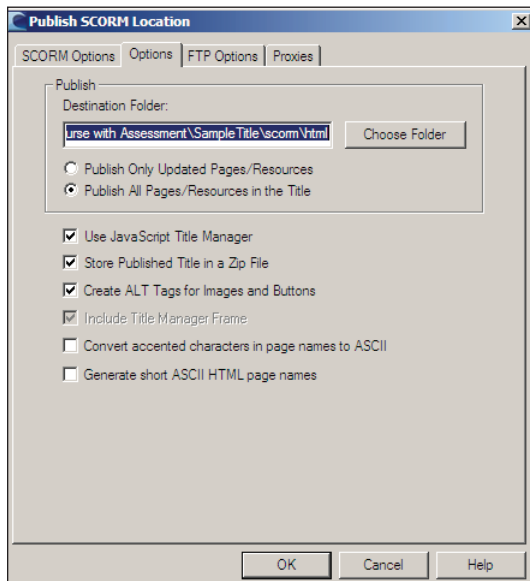 Publish SCORM Location
SCORM Options Options FTP Options Proxies
Publish
Destination Folder:
urse with Assessment\SampleTitle\scorm\html Choose Folder
Publish Only Updated Pages/Resources
Publish All Pages/Resources in the Title
Use JavaScript Title Manager
Store Published Title in a Zip File
Create ALT Tags for Images and Buttons
Include Title Manager Frame
Convert accented characters in page names to ASCII
Generate short ASCII HTML page names
OK Cancel Help